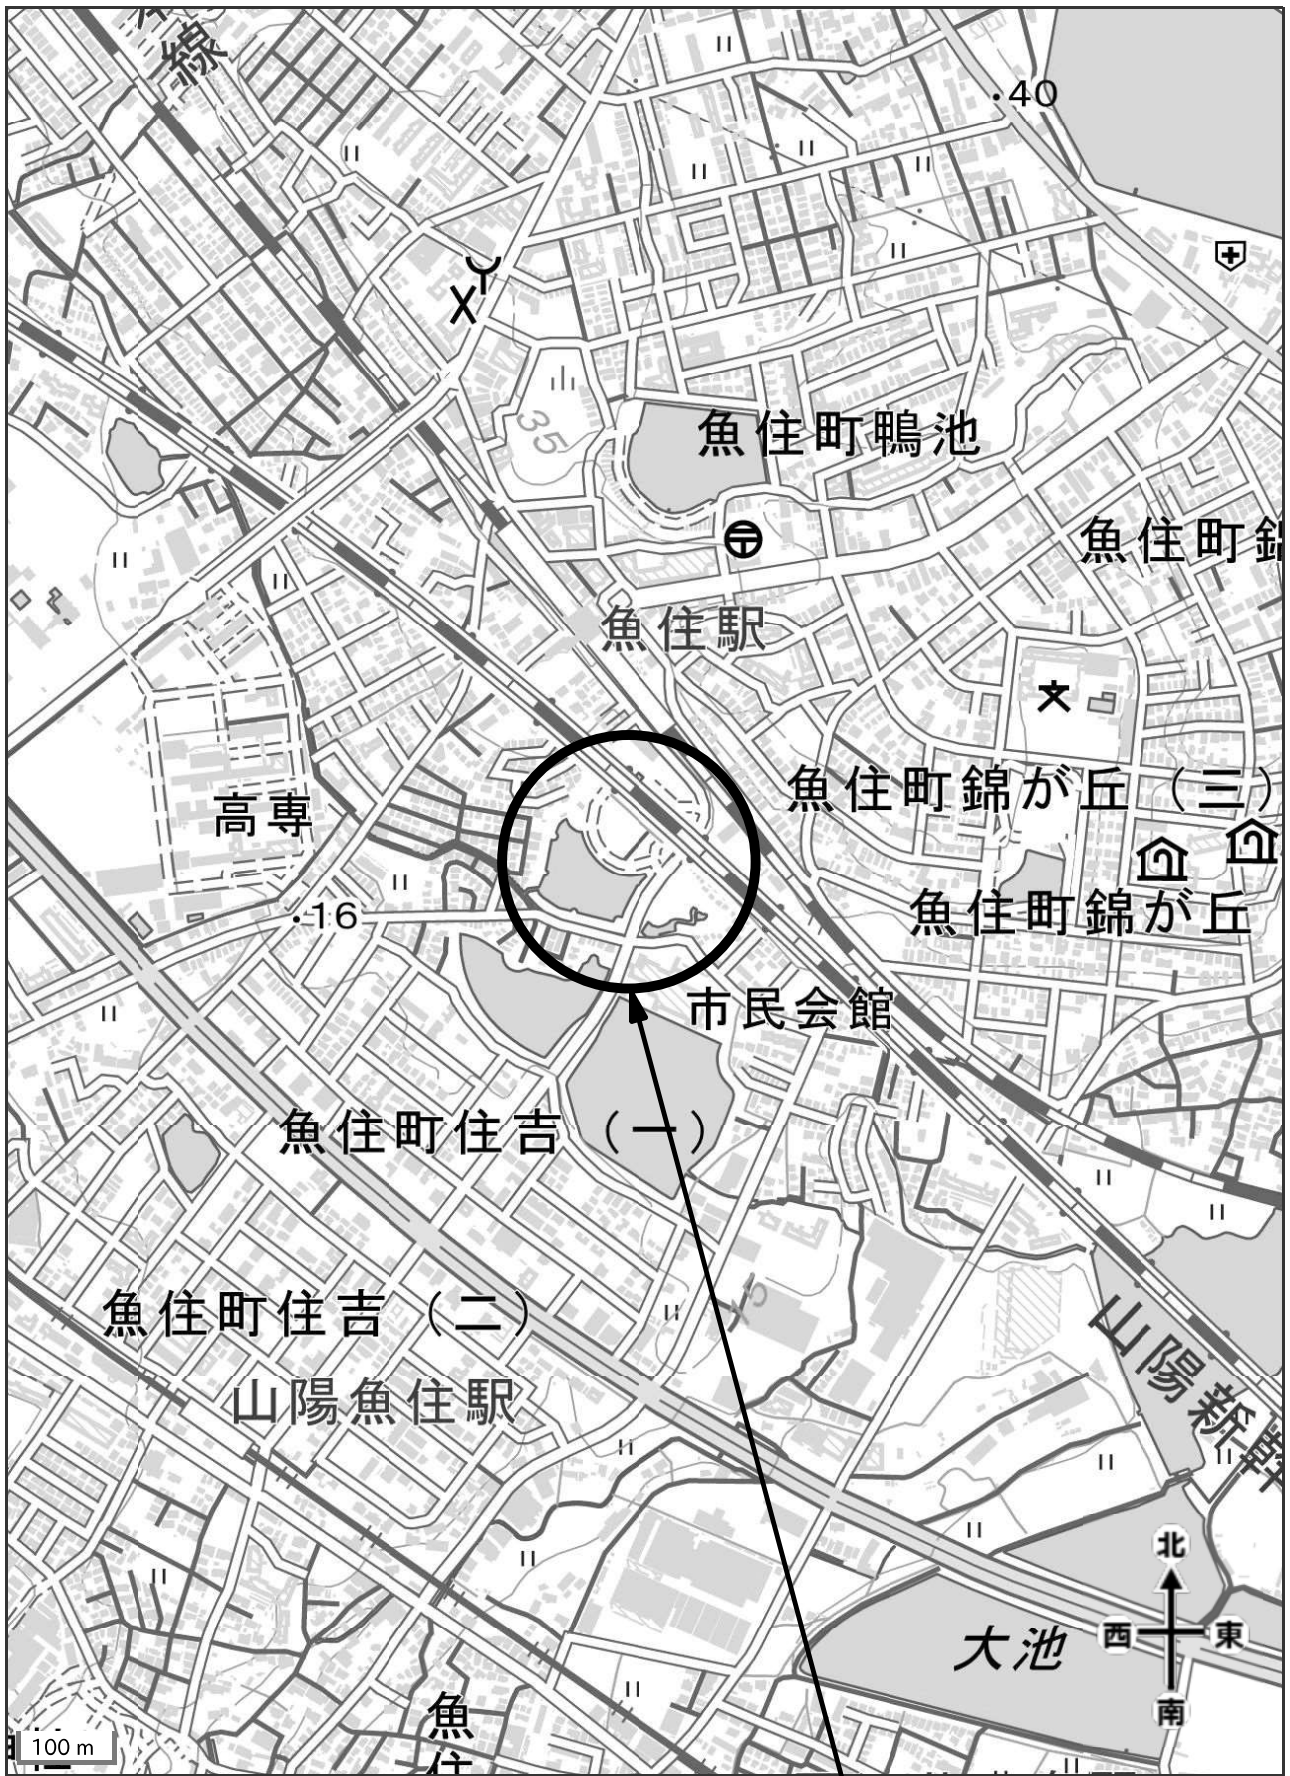 線
40
35
魚住町鴨池
魚住町錦
魚住駅
高専
魚住町錦が丘（三）
魚住町錦が丘
16
市民会館
魚住町住吉（一）
15
魚住町住吉（二）
山陽新幹
山陽魚住駅
北
西
東
南
大池
魚住
100 m